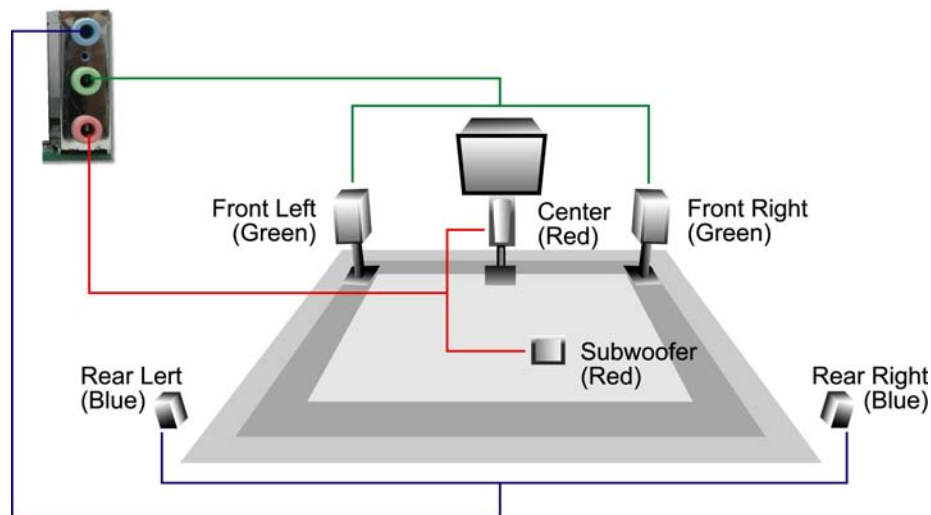 Front Left
(Green)
Center
(Red)
Front Right
(Green)
Subwoofer
(Red)
Rear Lert
(Blue)
Rear Right
(Blue)